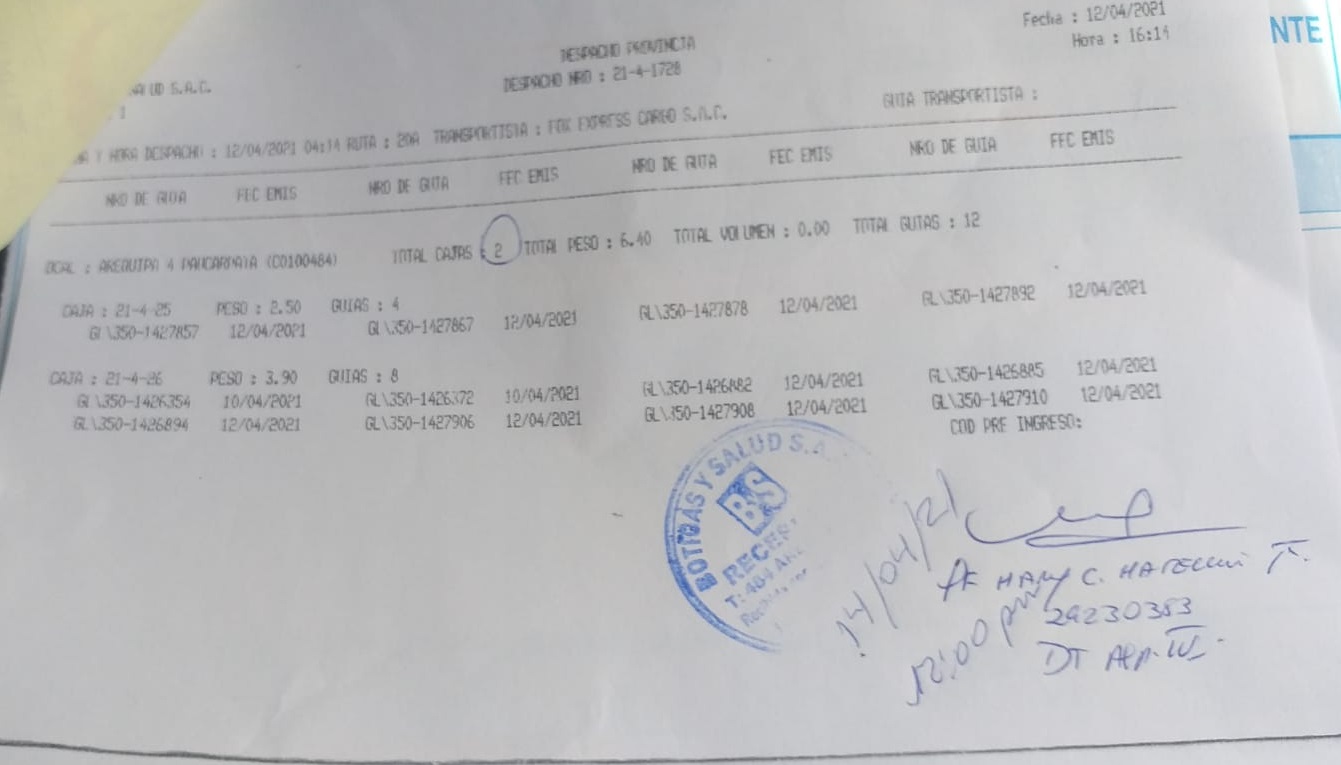 Fecha : 12/04/2021
Hora : 16:14
NTE
DESPACHO PROVINCIA
DESPACHO NRO : 21-4-1728
S.A.C.
1
Y HORA DESPACHO : 12/04/2021 04:14 RUTA : 20A TRANSPORTISTA : FOX EXPRESS CARGO S.A.C. GUIA TRANSPORTISTA :
NRO DE GUIA FEC EMIS NRO DE GUIA FEC EMIS NRO DE GUIA FEC EMIS NRO DE GUIA FEC EMIS
OCAL : AREQUIPA 4 PAUCARPATA (C0100484) TOTAL CAJAS : 2 TOTAL PESO : 6.40 TOTAL VOLUMEN : 0.00 TOTAL GUIAS : 12
CAJA : 21-4-25 PESO : 2.50 GUIAS : 4
GL\350-1427857 12/04/2021 GL\350-1427867 12/04/2021 GL\350-1427878 12/04/2021 GL\350-1427892 12/04/2021
CAJA : 21-4-26 PESO : 3.90 GUIAS : 8
GL\350-1426354 10/04/2021 GL\350-1426372 10/04/2021 GL\350-1426882 12/04/2021 GL\350-1426885 12/04/2021
GL\350-1426894 12/04/2021 GL\350-1427906 12/04/2021 GL\350-1427908 12/04/2021 GL\350-1427910 12/04/2021
COD PRE INGRESO:
BOTICAS Y SALUD S.A.
BS
RECEP
T: 484
14/04/21
12:00 pm
C.
29230353
DT